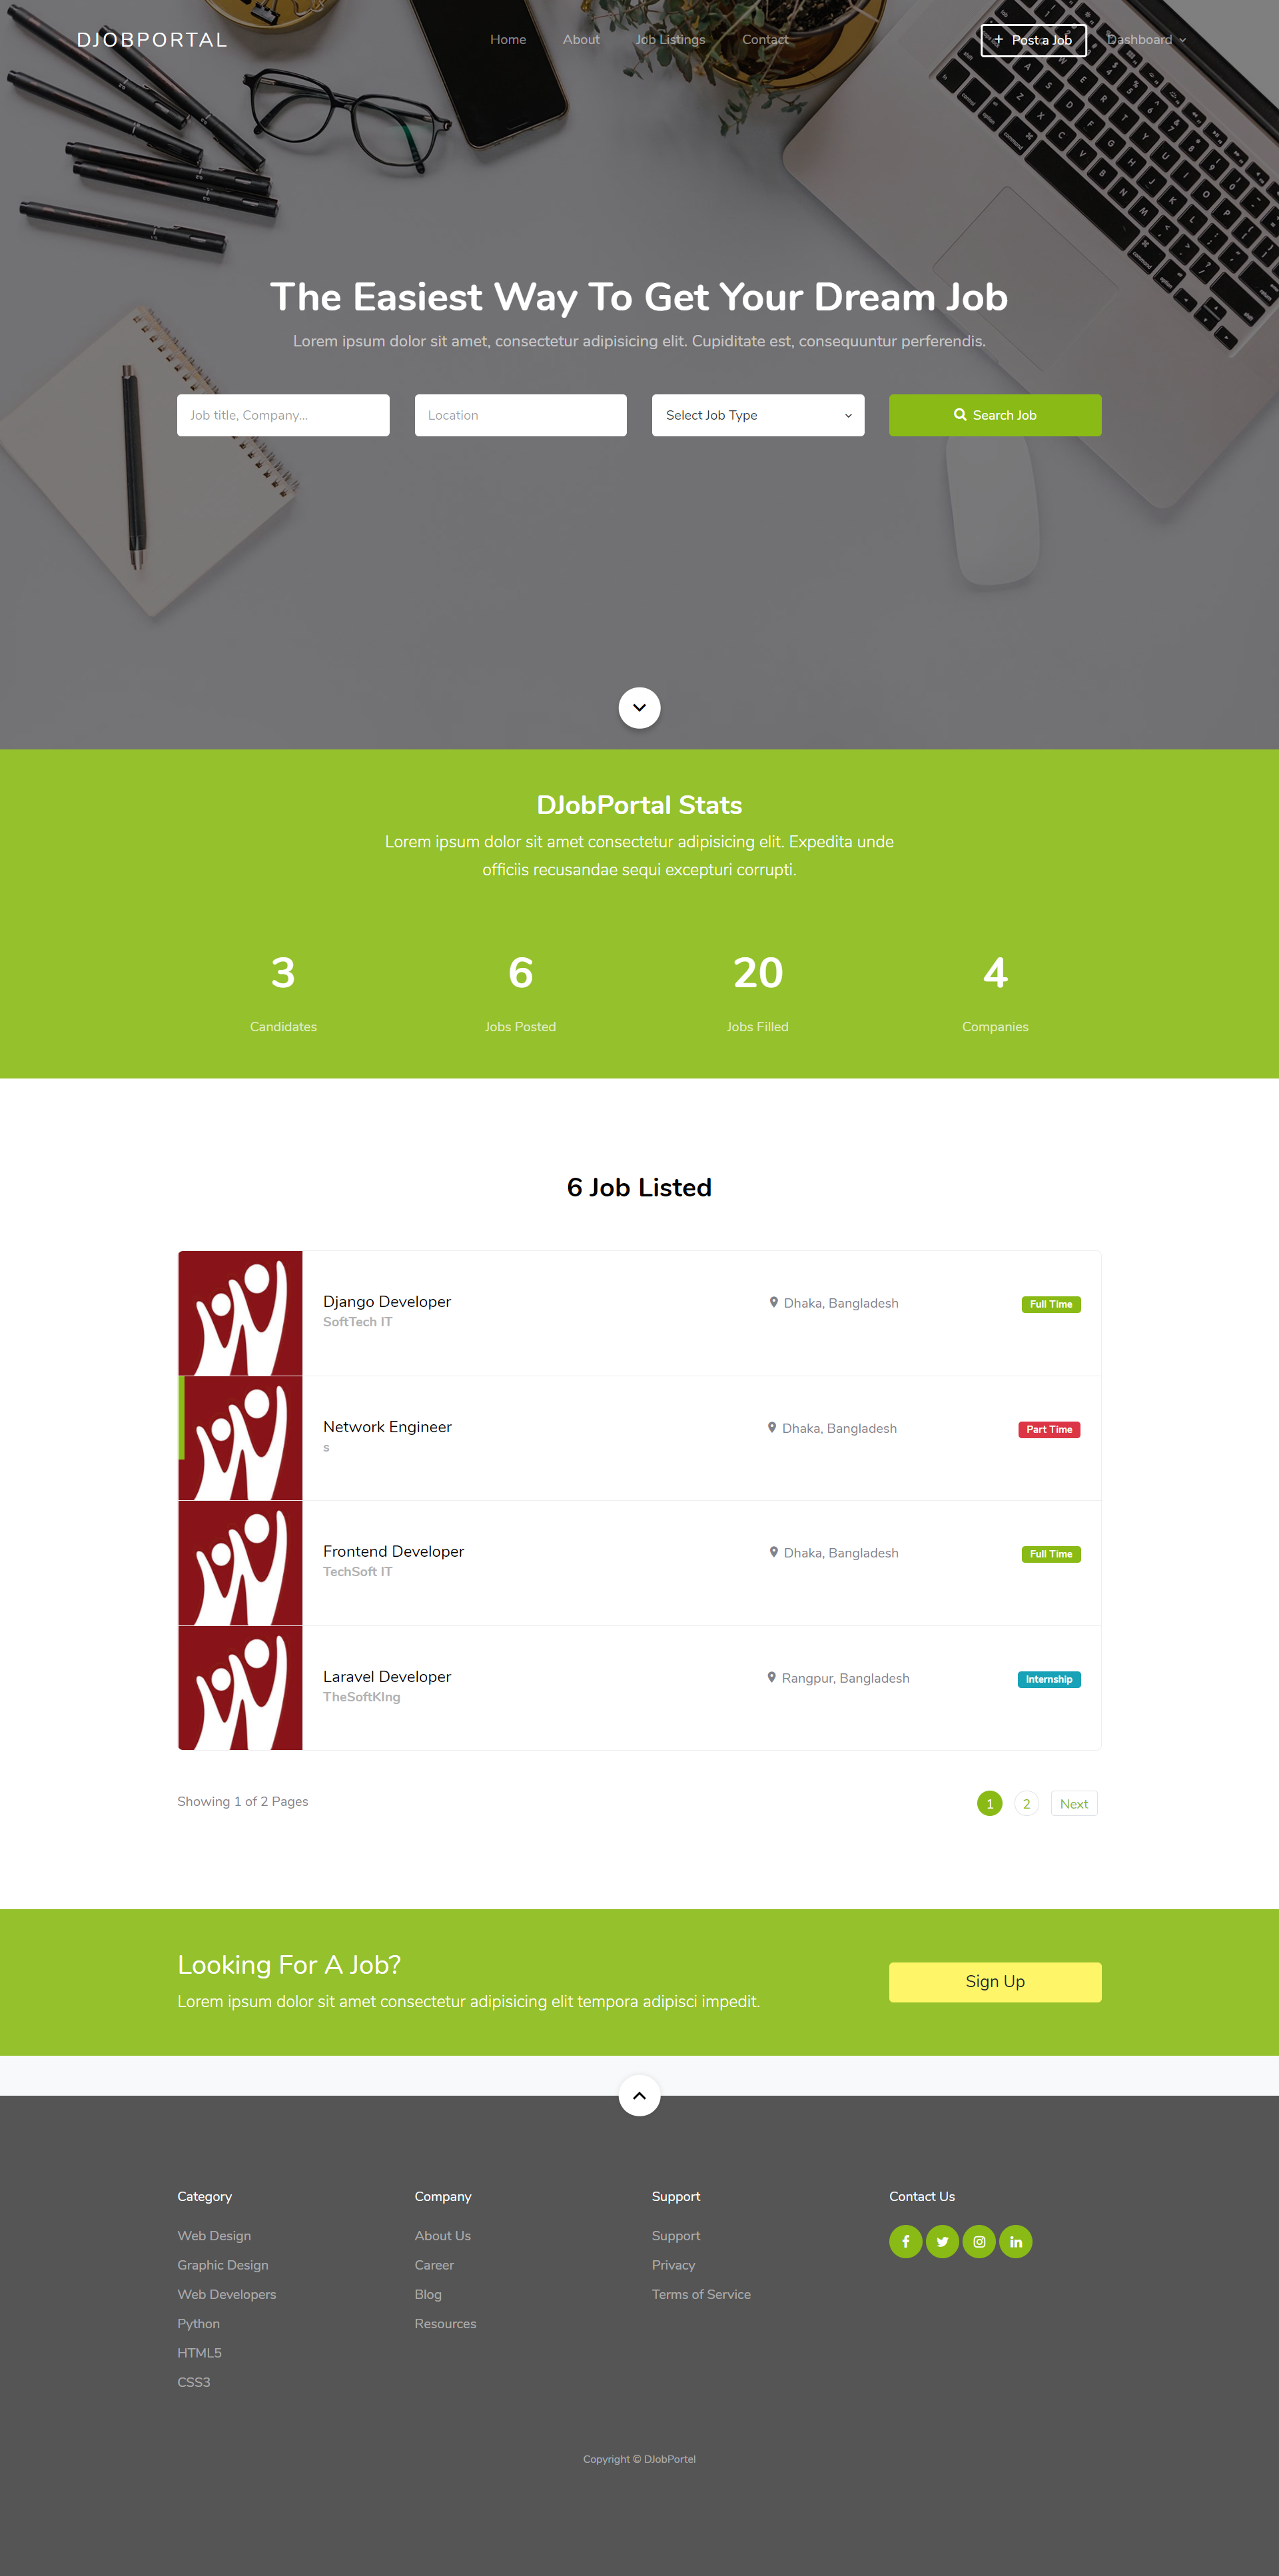 DJOBPORTAL
Home
About
Job Listings
Contact
+ Post a Job
Dashboard
The Easiest Way To Get Your Dream Job
Lorem ipsum dolor sit amet, consectetur adipisicing elit. Cupiditate est, consequuntur perferendis.
Job title, Company...
Location
Select Job Type
Search Job
DJobPortal Stats
Lorem ipsum dolor sit amet consectetur adipisicing elit. Expedita unde
officiis recusandae sequi excepturi corrupti.
3
6
20
4
Candidates
Jobs Posted
Jobs Filled
Companies
6 Job Listed
Django Developer
SoftTech IT
Dhaka, Bangladesh
Full Time
Network Engineer
s
Dhaka, Bangladesh
Part Time
Frontend Developer
TechSoft IT
Dhaka, Bangladesh
Full Time
Laravel Developer
TheSoftKIng
Rangpur, Bangladesh
Internship
Showing 1 of 2 Pages
1
2
Next
Looking For A Job?
Lorem ipsum dolor sit amet consectetur adipisicing elit tempora adipisci impedit.
Sign Up
Category
Web Design
Graphic Design
Web Developers
Python
HTML5
CSS3
Company
About Us
Career
Blog
Resources
Support
Support
Privacy
Terms of Service
Contact Us
Copyright © DJobPortel